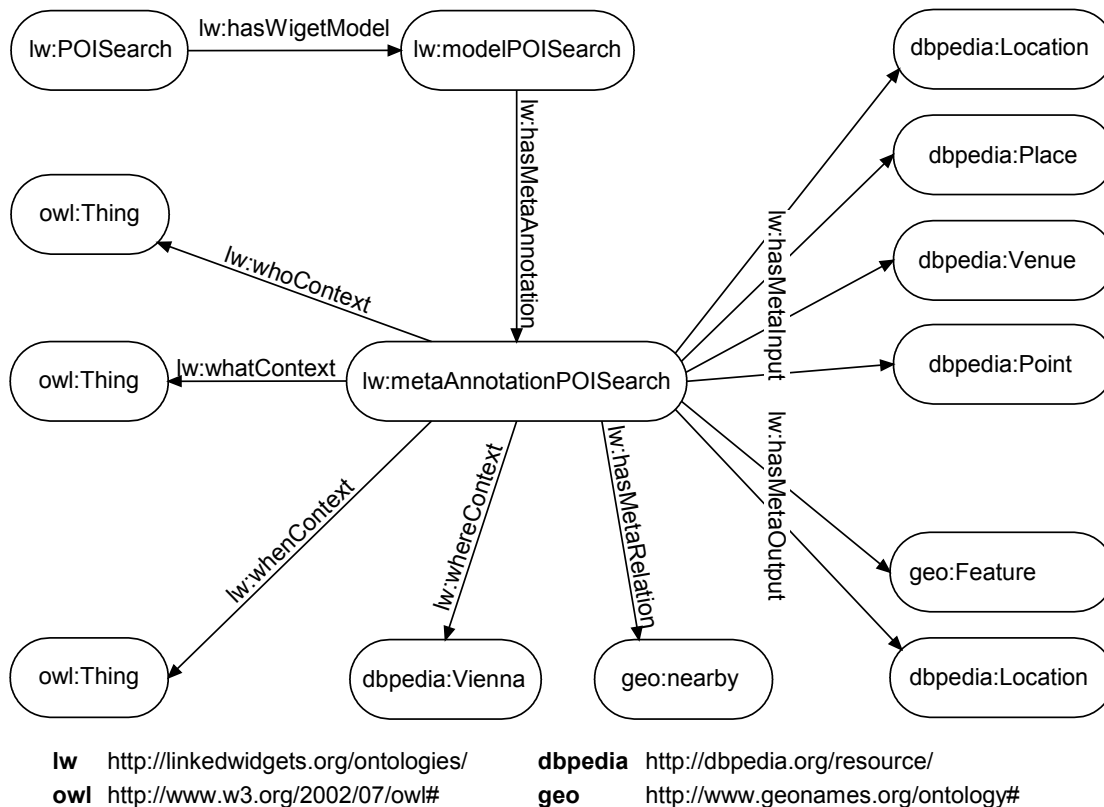 lw:POISearch
lw:hasWigetModel
lw:modelPOISearch
dbpedia:Location
lw:hasMetaAnnotation
dbpedia:Place
owl:Thing
lw:whoContext
lw:hasMetaInput
dbpedia:Venue
owl:Thing
lw:whatContext
lw:metaAnnotationPOISearch
dbpedia:Point
lw:whenContext
lw:whereContext
lw:hasMetaRelation
lw:hasMetaOutput
geo:Feature
owl:Thing
dbpedia:Vienna
geo:nearby
dbpedia:Location
lw http://linkedwidgets.org/ontologies/
dbpedia http://dbpedia.org/resource/
owl http://www.w3.org/2002/07/owl#
geo http://www.geonames.org/ontology#